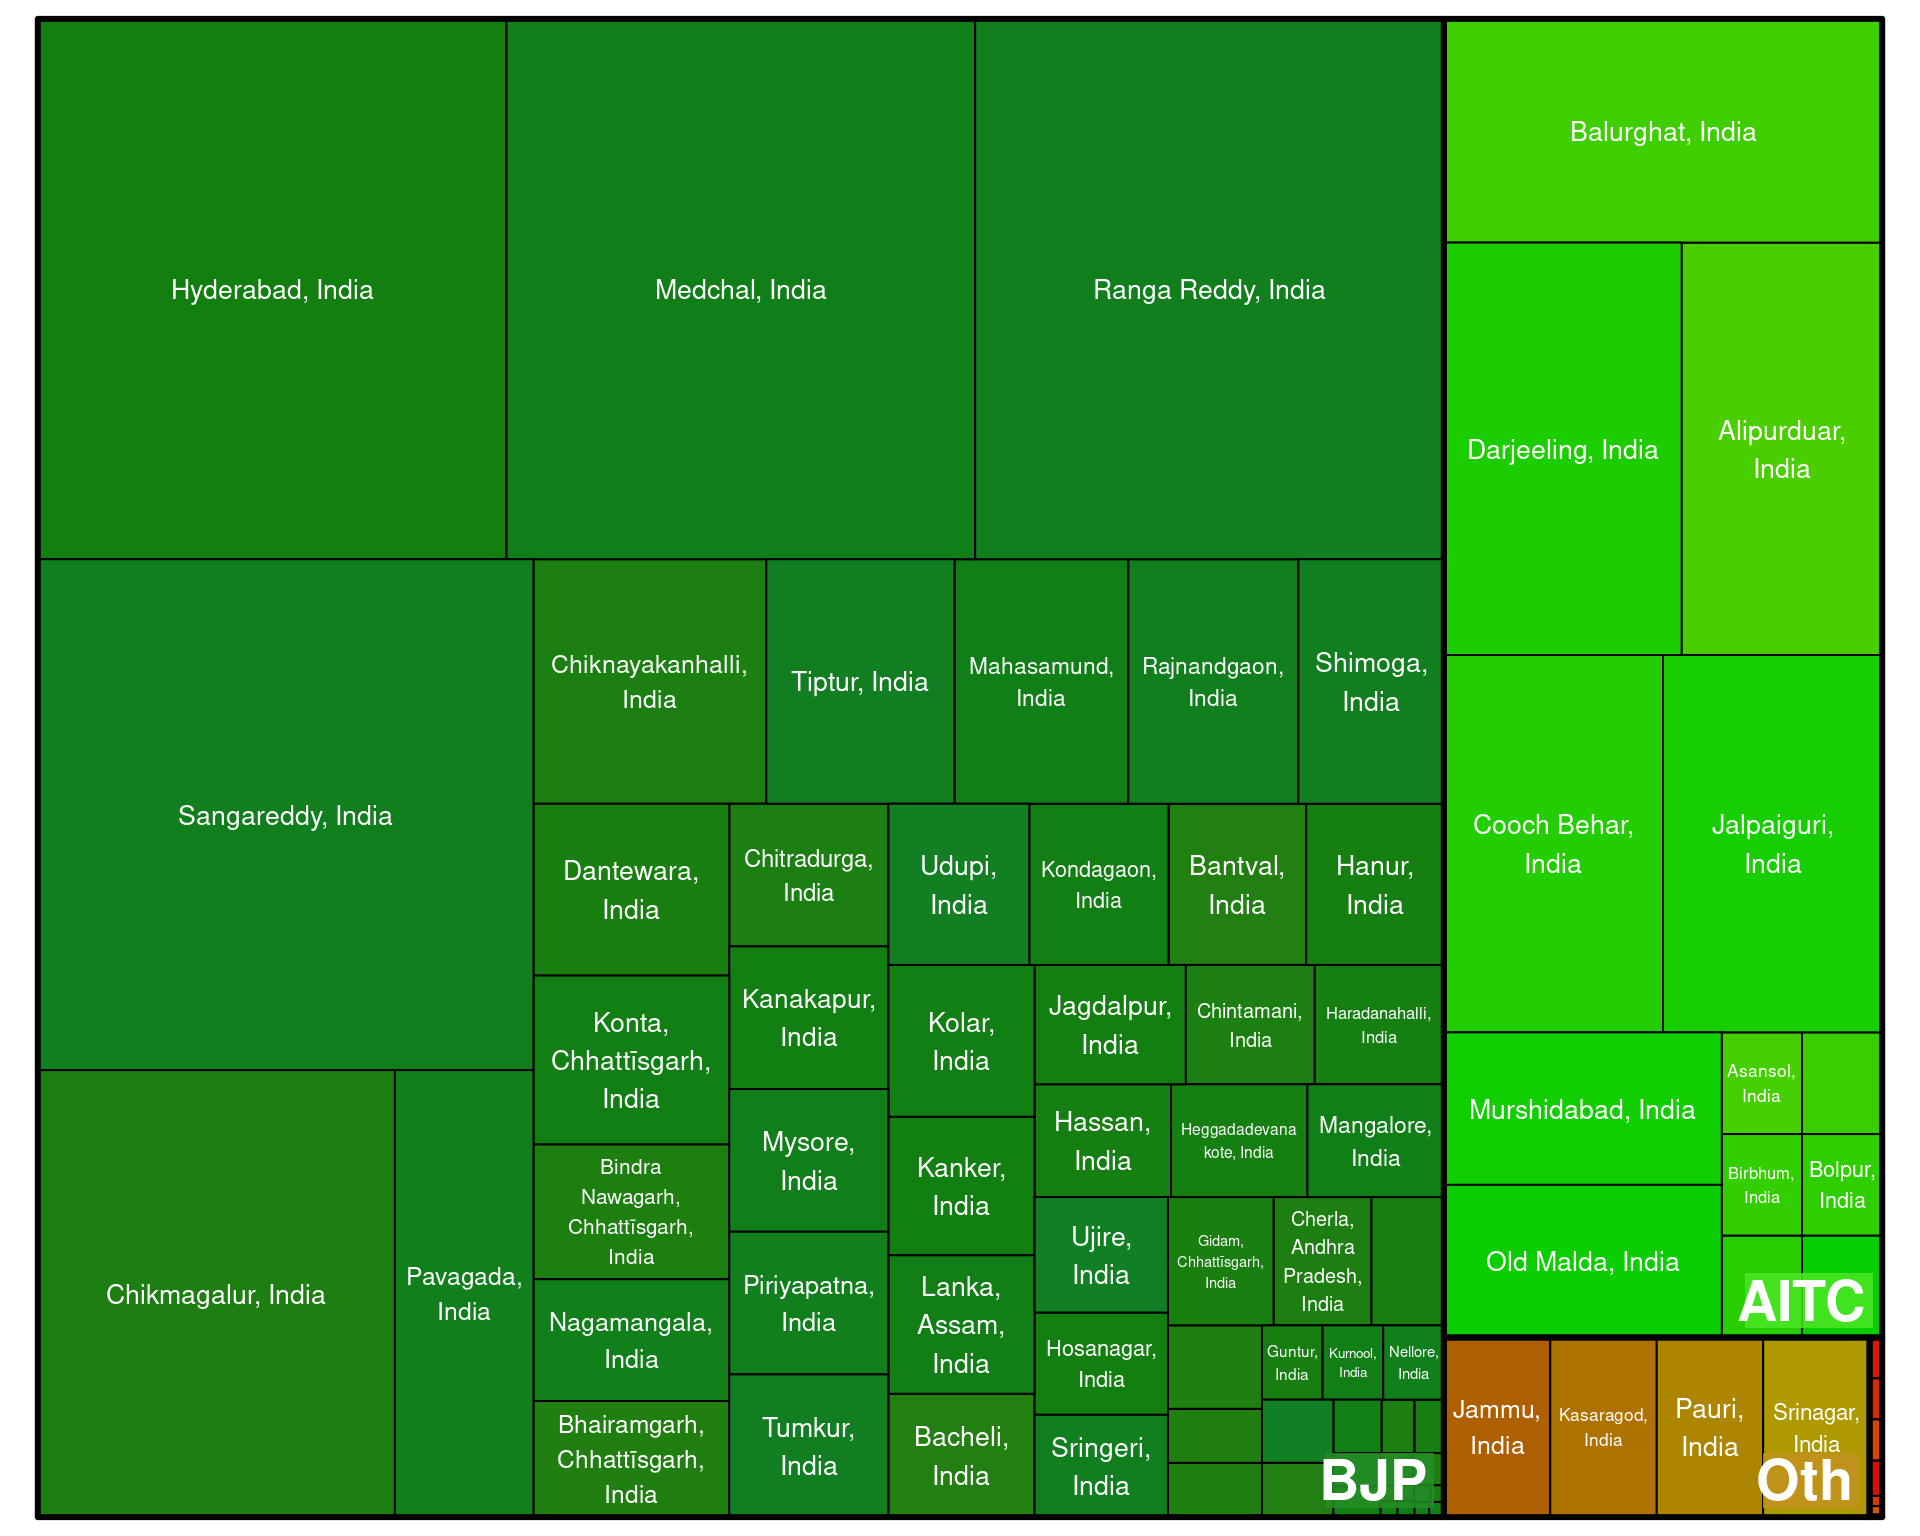 Hyderabad, India
Medchal, India
Ranga Reddy, India
Balurghat, India
Darjeeling, India
Alipurduar,
India
Sangareddy, India
Chiknayakanhalli,
India
Tiptur, India
Mahasamund,
India
Rajnandgaon,
India
Shimoga,
India
Cooch Behar,
India
Jalpaiguri,
India
Dantewara,
India
Chitradurga,
India
Udupi,
India
Kondagaon,
India
Bantval,
India
Hanur,
India
Konta,
Chhattīsgarh,
India
Kanakapur,
India
Kolar,
India
Jagdalpur,
India
Chintamani,
India
Haradanahalli,
India
Murshidabad, India
Asansol,
India
Birbhum,
India
Bolpur,
India
Old Malda, India
AITC
Chikmagalur, India
Pavagada,
India
Bindra
Nawagarh,
Chhattīsgarh,
India
Mysore,
India
Kanker,
India
Hassan,
India
Heggadadevana
kote, India
Mangalore,
India
Nagamangala,
India
Piriyapatna,
India
Lanka,
Assam,
India
Ujire,
India
Gidam,
Chhattīsgarh,
India
Cherla,
Andhra
Pradesh,
India
Hosanagar,
India
Guntur,
India
Kurnool,
India
Nellore,
India
Bhairamgarh,
Chhattīsgarh,
India
Tumkur,
India
Bacheli,
India
Sringeri,
India
BJP
Jammu,
India
Kasaragod,
India
Pauri,
India
Srinagar,
India
Oth